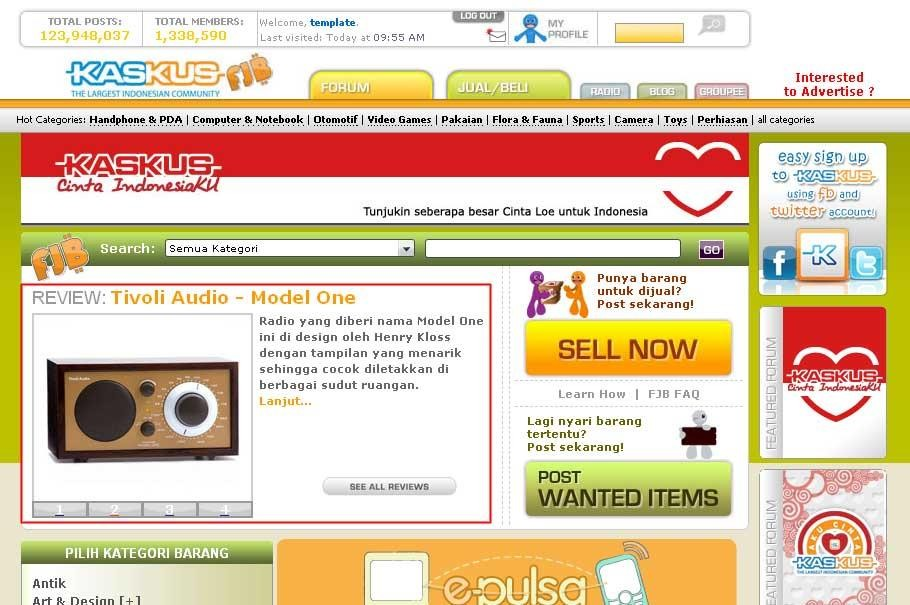 TOTAL POSTS:
123,948,037
TOTAL MEMBERS:
1,338,590
Welcome, template.
Last visited: Today at 09:55 AM
LOG OUT
MY
PROFILE
KASKUS FJB
THE LARGEST INDONESIAN COMMUNITY
FORUM
JUAL/BELI
RADIO
BLOG
GROUPEE
Interested
to Advertise ?
Hot Categories: Handphone & PDA | Computer & Notebook | Otomotif | Video Games | Pakaian | Flora & Fauna | Sports | Camera | Toys | Perhiasan | all categories
KASKUS
Cinta IndonesiaKU
Tunjukin seberapa besar Cinta Loe untuk Indonesia
easy sign up
to KASKUS
using fb and
twitter account!
f K t
FJB Search: Semua Kategori GO
REVIEW: Tivoli Audio - Model One
Tivoli Audio
Radio yang diberi nama Model One
ini di design oleh Henry Kloss
dengan tampilan yang menarik
sehingga cocok diletakkan di
berbagai sudut ruangan.
Lanjut...
SEE ALL REVIEWS
1 2 3 4
Punya barang
untuk dijual?
Post sekarang!
SELL NOW
Learn How | FJB FAQ
Lagi nyari barang
tertentu?
Post sekarang!
POST
WANTED ITEMS
FEATURED FORUM
KASKUS
Cinta IndonesiaKU
FEATURED FORUM
AKU CINTA
KASKUS
THE LARGEST INDONESIAN COMMUNITY
PILIH KATEGORI BARANG
Antik
Art & Design [+]
e-pulsa